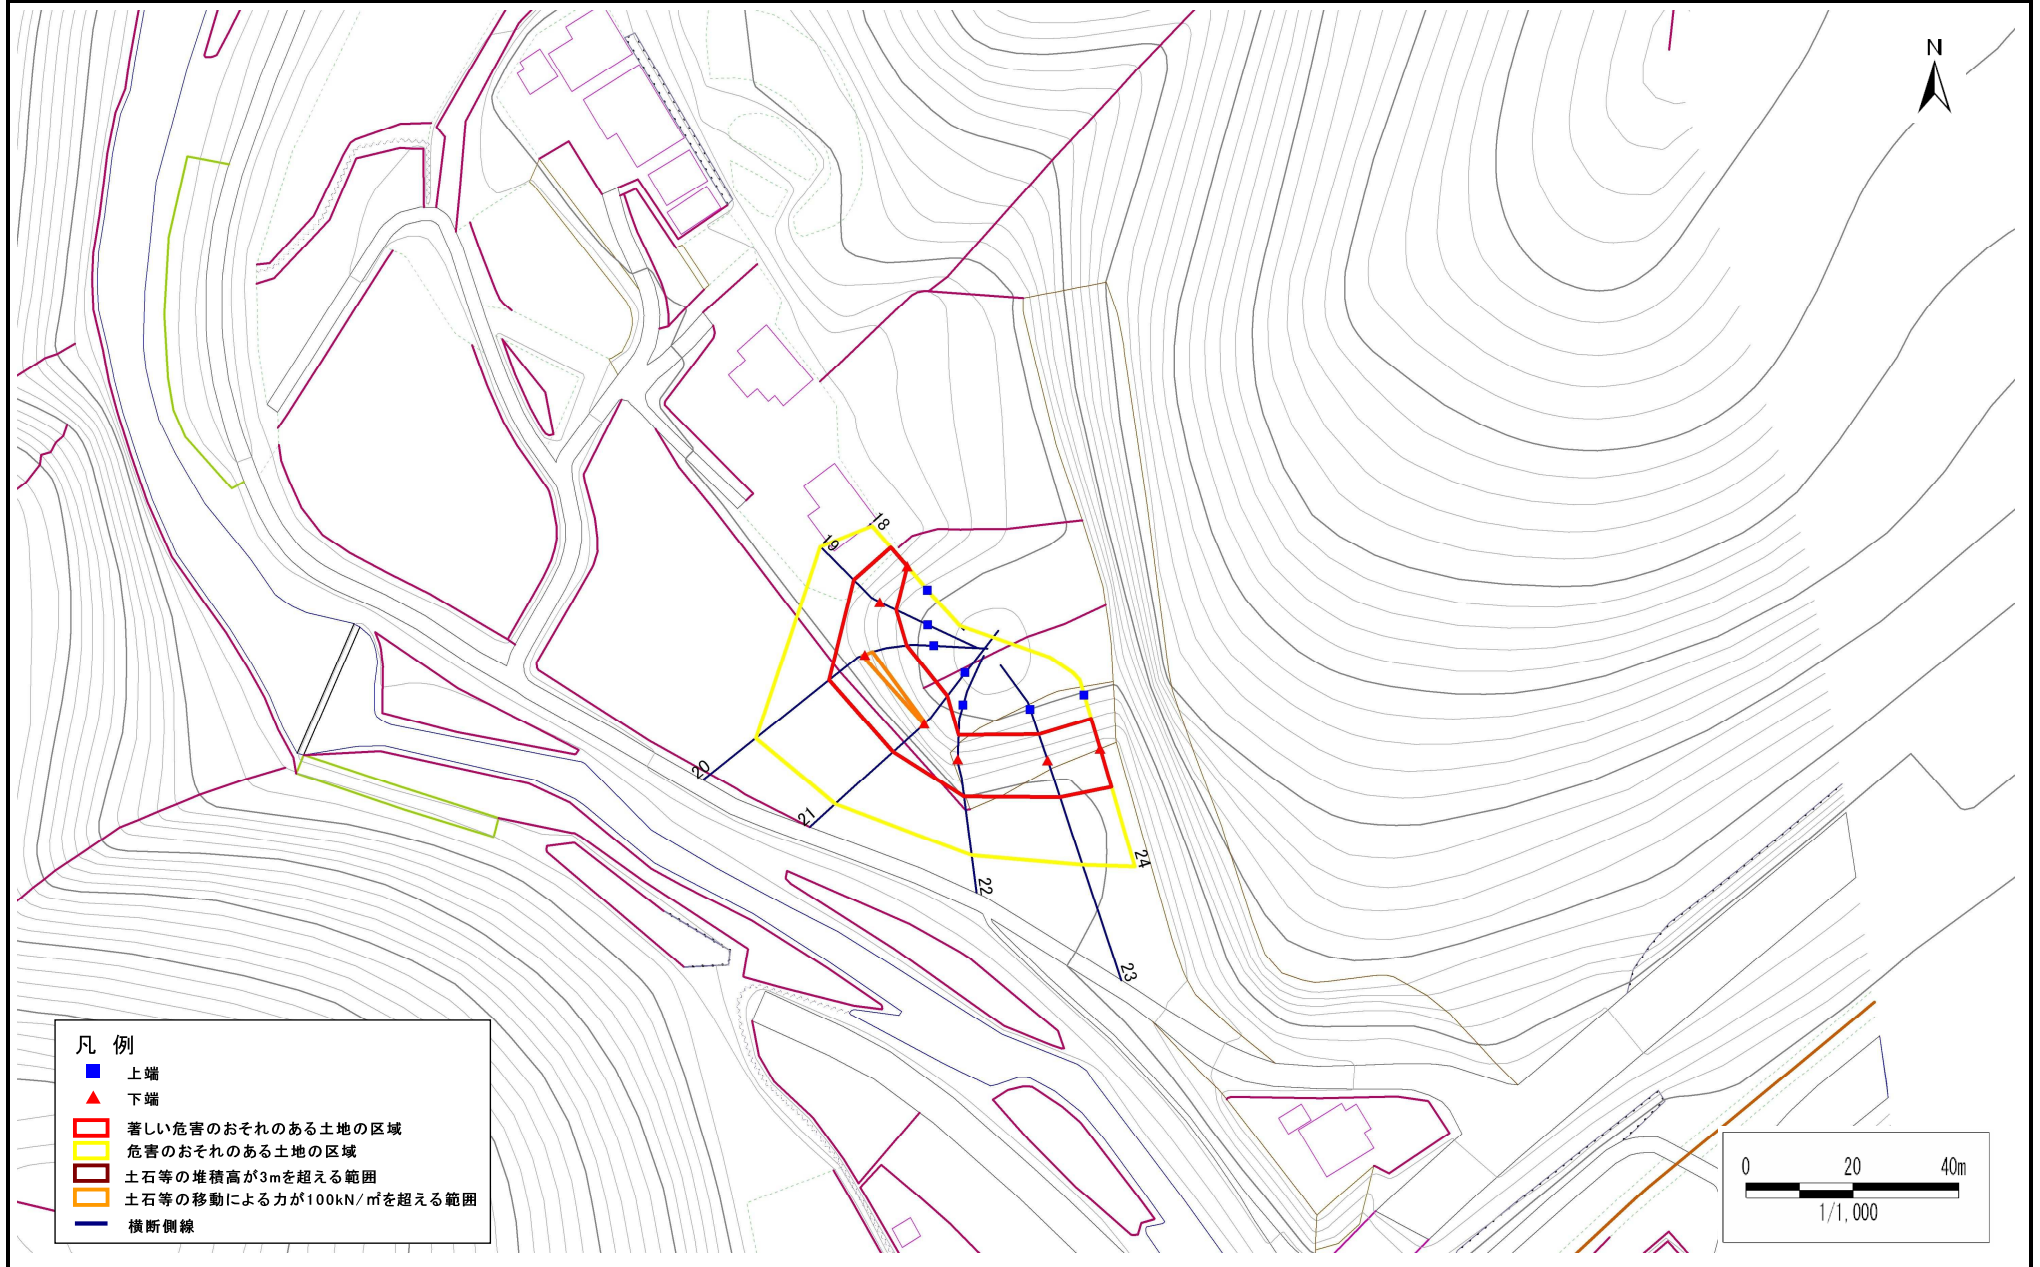 N
18
19
20
21
22
23
24
凡 例
上端
下端
著しい危害のおそれのある土地の区域
危害のおそれのある土地の区域
土石等の堆積高が3mを超える範囲
土石等の移動による力が100kN/㎡を超える範囲
横断側線
0 20 40m
1/1,000